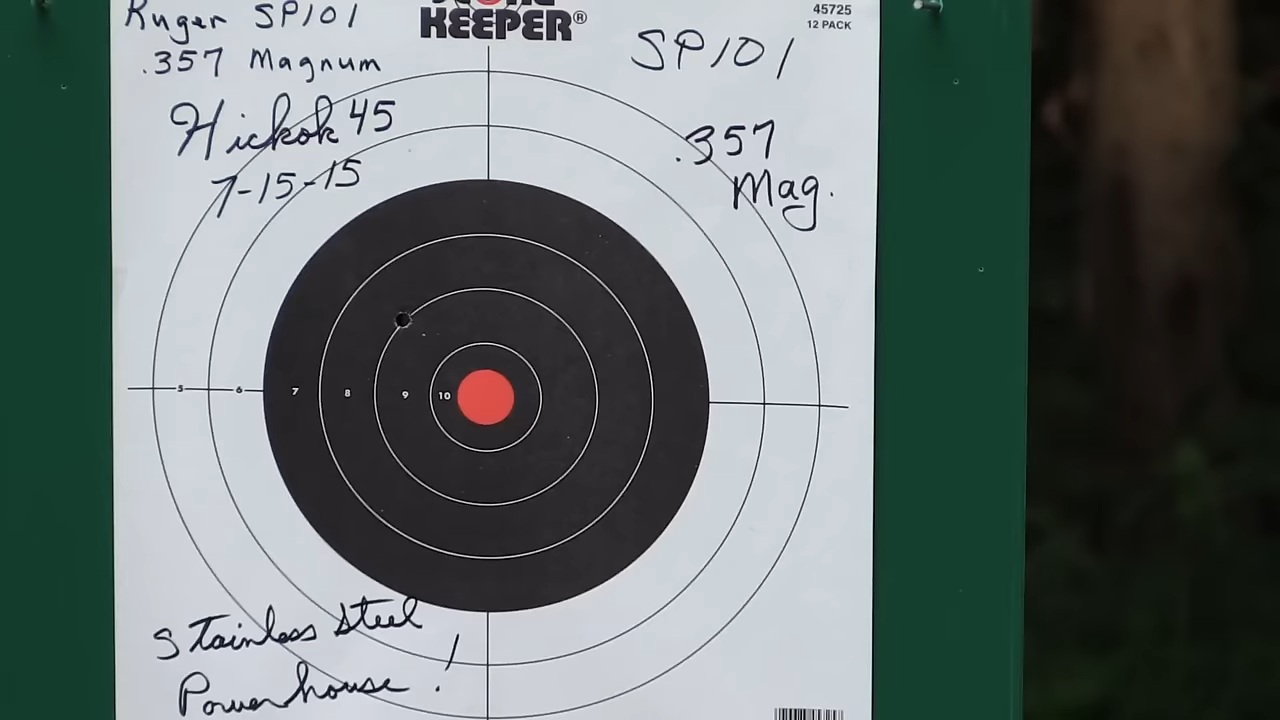 Ruger SP101
.357 Magnum
Hickok45
7-15-15
KEEPER®
45725
12 PACK
SP101
.357
Mag.
5 6 7 8 9 10
Stainless Steel
Powerhouse!